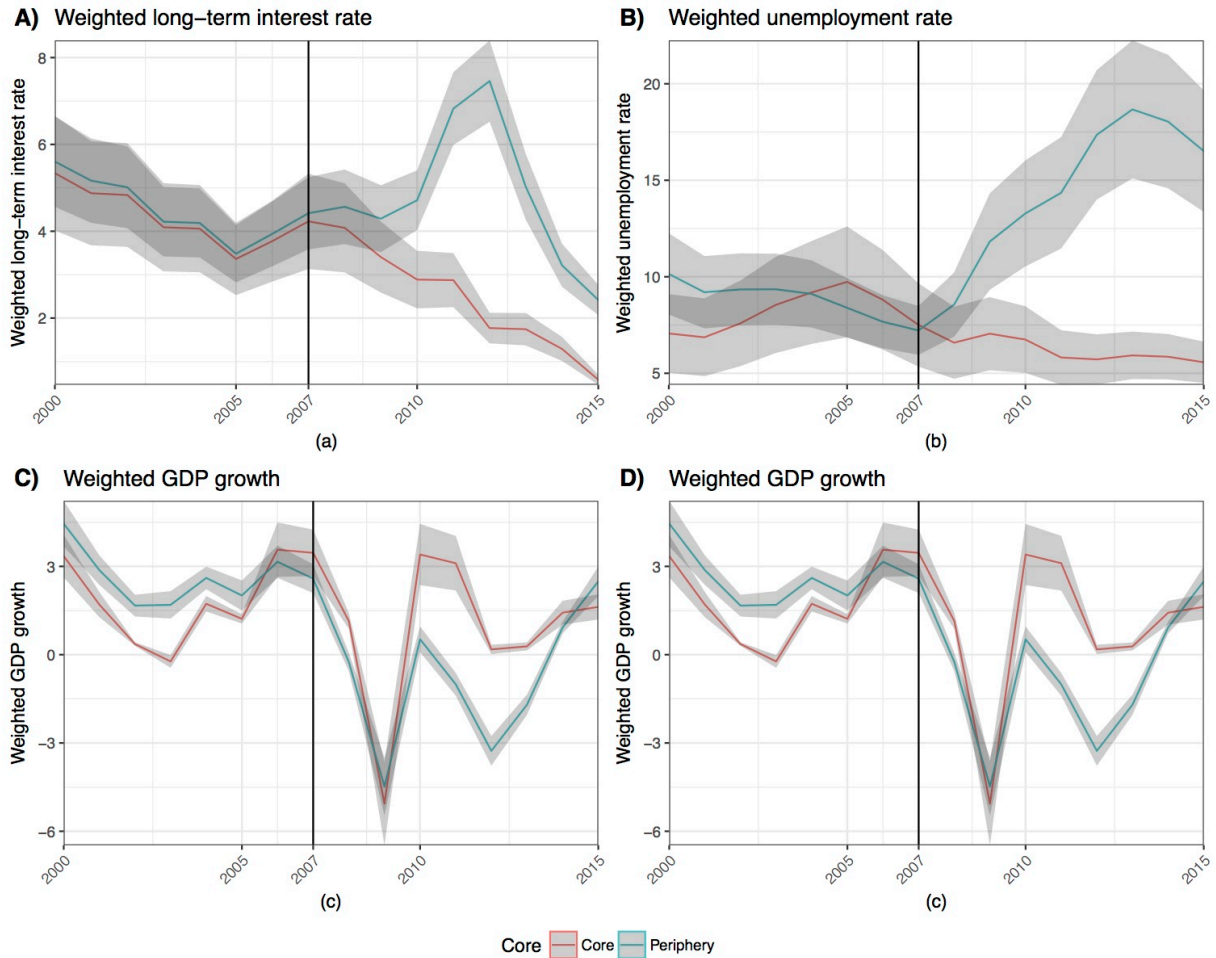 A) Weighted long−term interest rate
Weighted long−term interest rate
8
6
4
2
2000
2005
2007
2010
2015
(a)
B) Weighted unemployment rate
Weighted unemployment rate
20
15
10
5
2000
2005
2007
2010
2015
(b)
C) Weighted GDP growth
Weighted GDP growth
3
0
−3
−6
2000
2005
2007
2010
2015
(c)
D) Weighted GDP growth
Weighted GDP growth
3
0
−3
−6
2000
2005
2007
2010
2015
(c)
Core Core Periphery